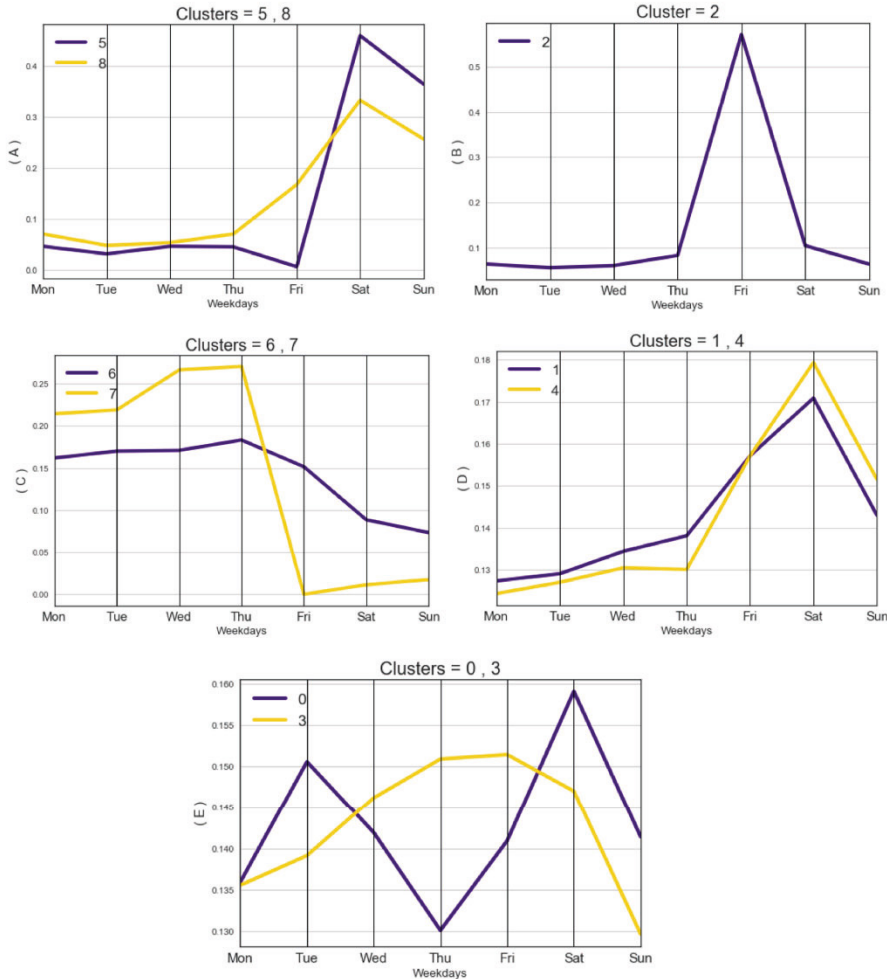 Clusters = 5 , 8
5
8
0.4
0.3
0.2
0.1
0.0
( A )
Mon Tue Wed Thu Fri Sat Sun
Weekdays
Cluster = 2
2
0.5
0.4
0.3
0.2
0.1
( B )
Mon Tue Wed Thu Fri Sat Sun
Weekdays
Clusters = 6 , 7
6
7
0.25
0.20
0.15
0.10
0.05
0.00
( C )
Mon Tue Wed Thu Fri Sat Sun
Weekdays
Clusters = 1 , 4
1
4
0.18
0.17
0.16
0.15
0.14
0.13
( D )
Mon Tue Wed Thu Fri Sat Sun
Weekdays
Clusters = 0 , 3
0
3
0.160
0.155
0.150
0.145
0.140
0.135
0.130
( E )
Mon Tue Wed Thu Fri Sat Sun
Weekdays